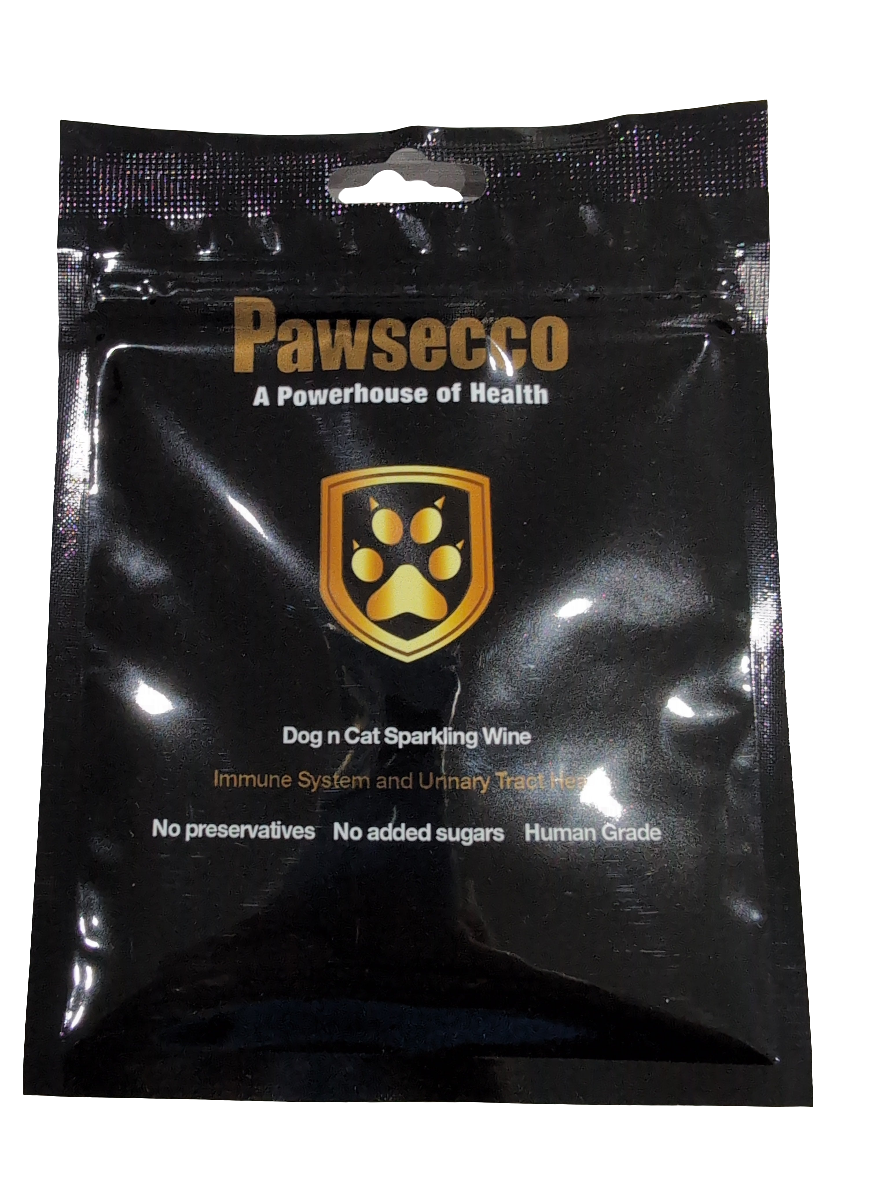 Pawsecco
A Powerhouse of Health
Dog n Cat Sparkling Wine
Immune System and Urinary Tract
No preservatives No added sugars Human Grade